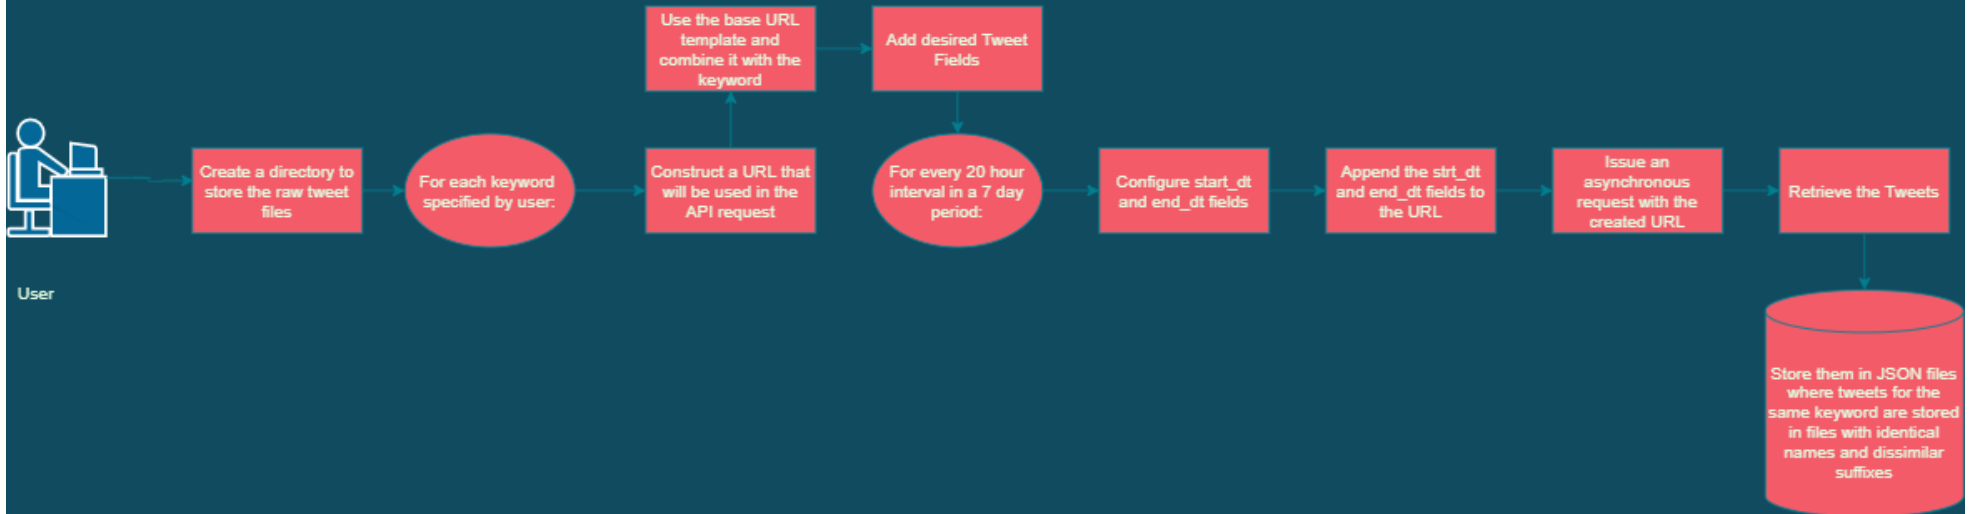 User
Create a directory to
store the raw tweet
files
For each keyword
specified by user:
Construct a URL that
will be used in the
API request
Use the base URL
template and
combine it with the
keyword
Add desired Tweet
Fields
For every 20 hour
interval in a 7 day
period:
Configure start_dt
and end_dt fields
Append the strt_dt
and end_dt fields to
the URL
Issue an
asynchronous
request with the
created URL
Retrieve the Tweets
Store them in JSON files
where tweets for the
same keyword are stored
in files with identical
names and dissimilar
suffixes